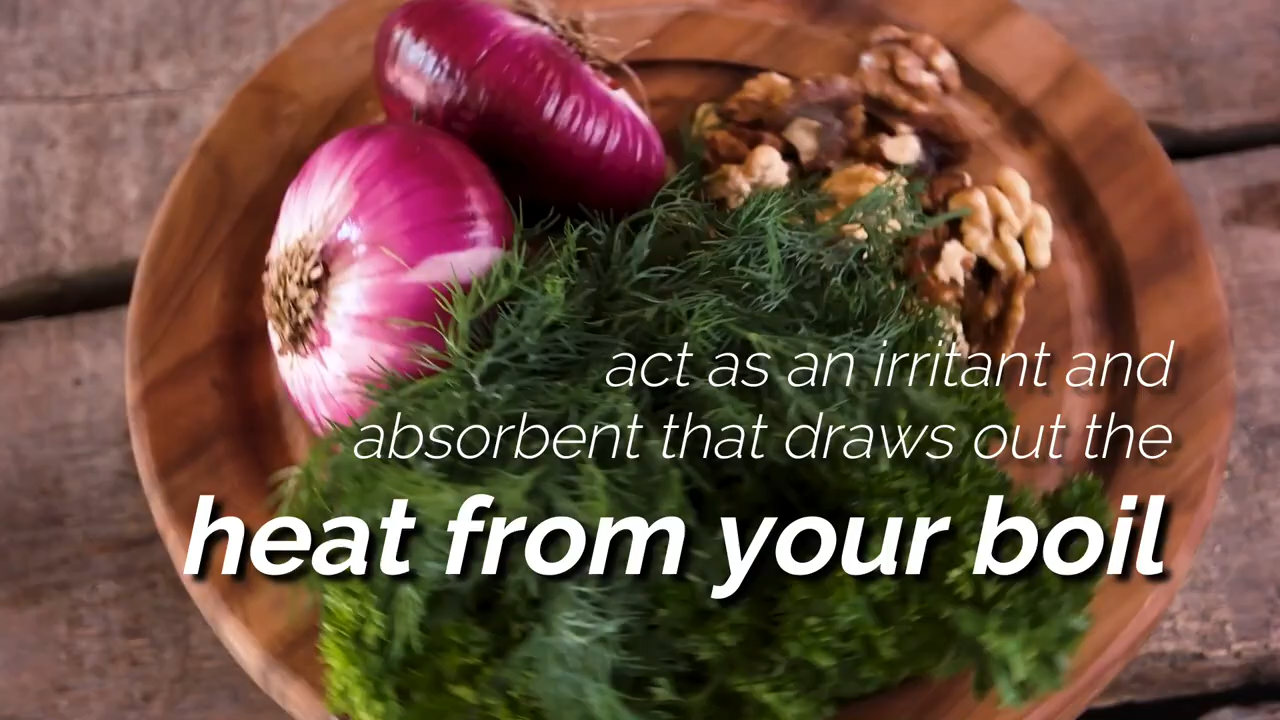 act as an irritant and
absorbent that draws out the
heat from your boil